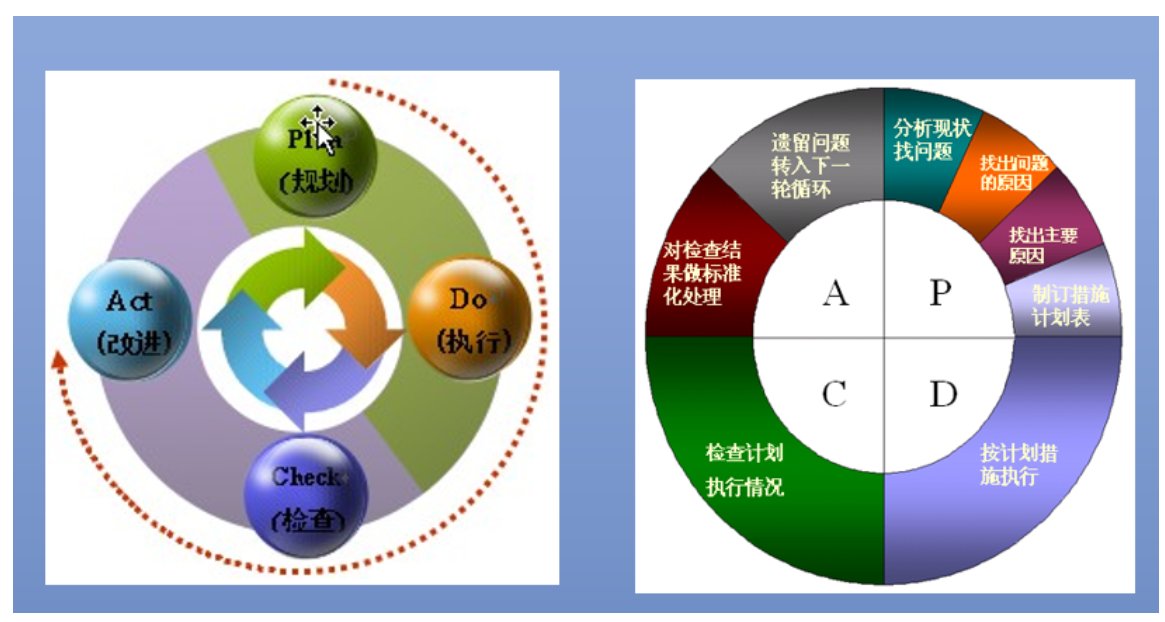 (规划)
Do
(执行)
Check
(检查)
Act
(改进)
分析现状
找问题
找出问题
的原因
找出主要
原因
制订措施
计划表
按计划措
施执行
检查计划
执行情况
对检查结
果做标准
化处理
遗留问题
转入下一
轮循环
A
P
C
D